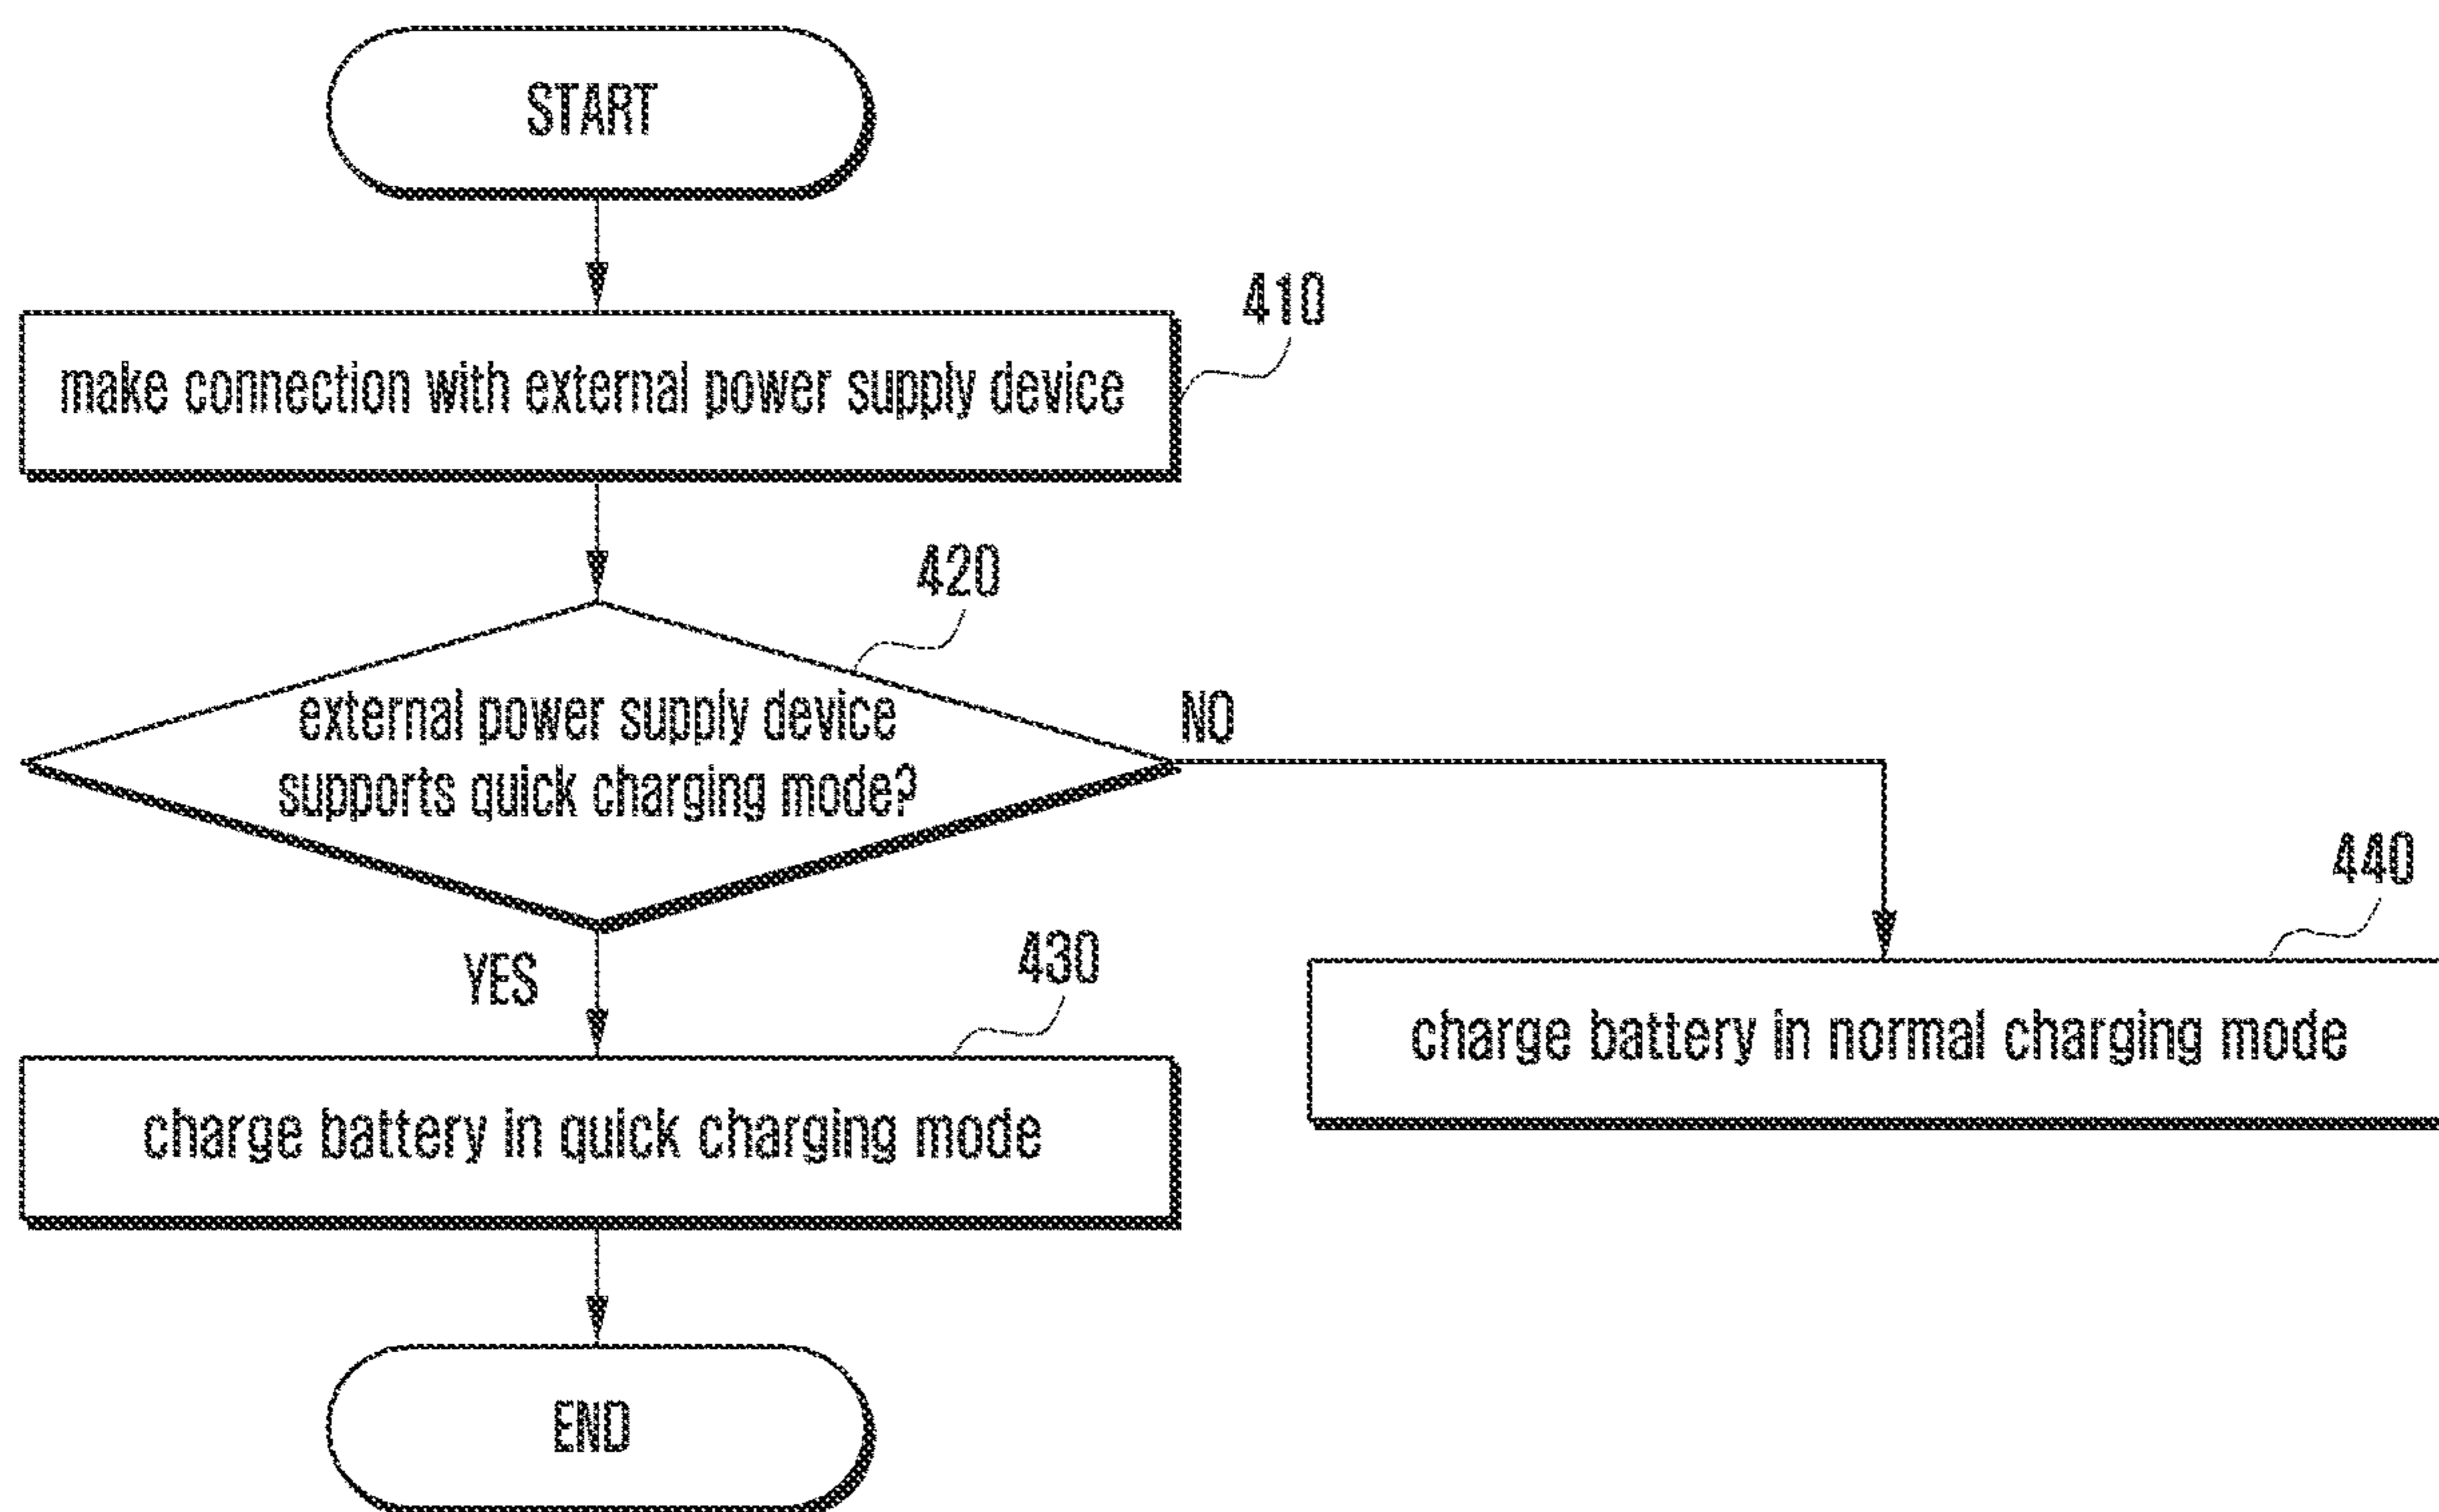 START
410
make connection with external power supply device
420
external power supply device
supports quick charging mode?
NO
YES
430
440
charge battery in normal charging mode
charge battery in quick charging mode
END